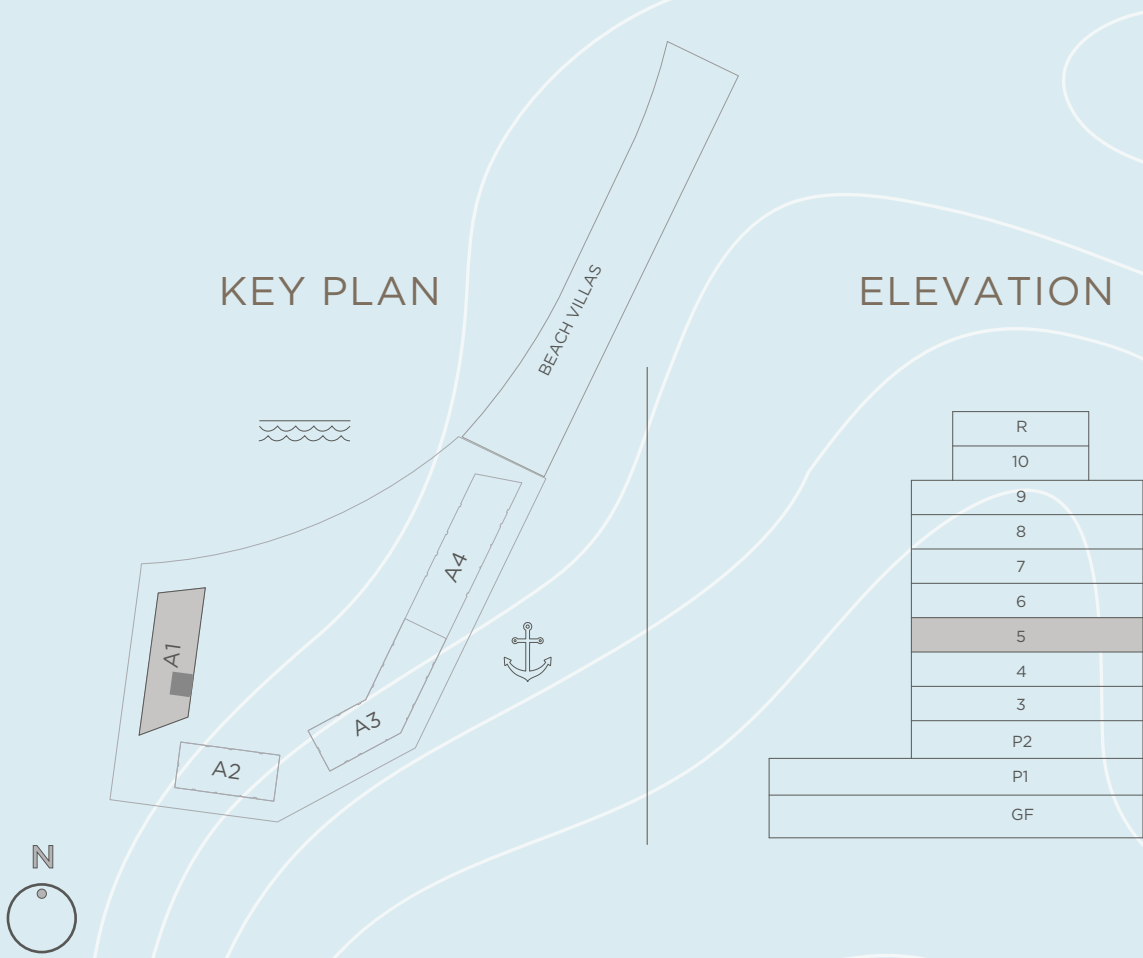 KEY PLAN
BEACH VILLAS
A4
A1
A3
A2
N
ELEVATION
R
10
9
8
7
6
5
4
3
P2
P1
GF